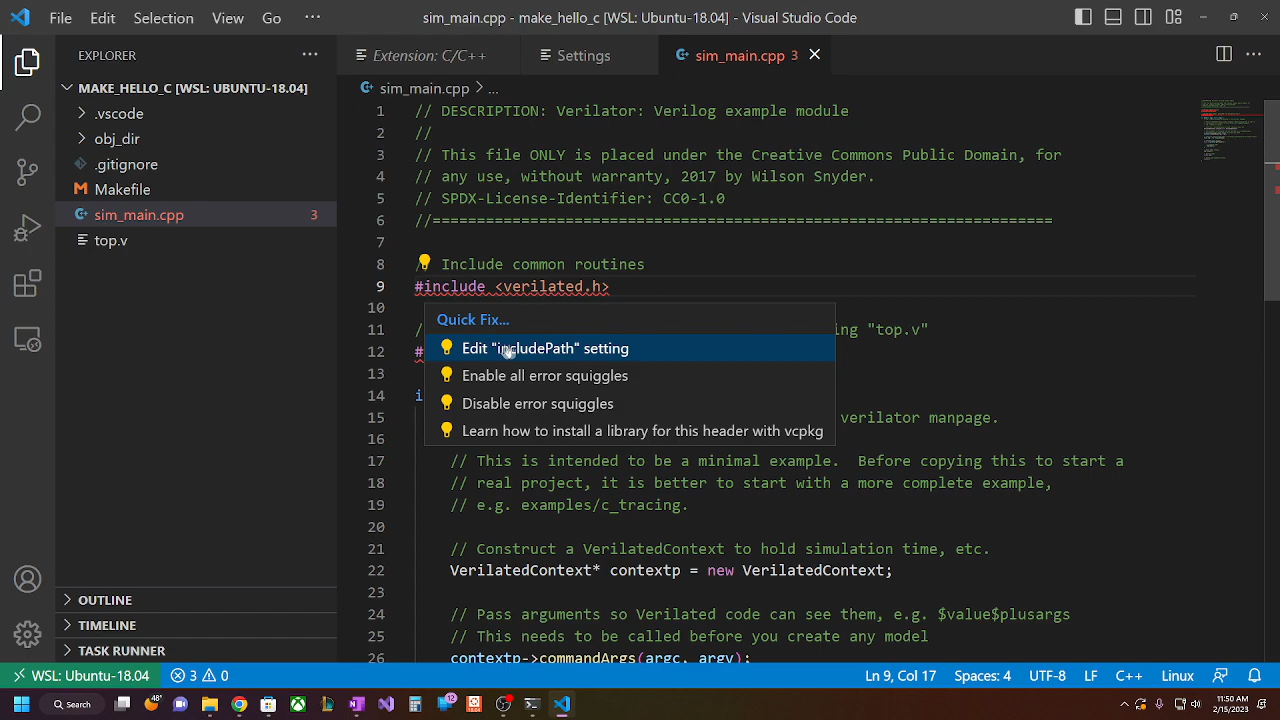 File Edit Selection View Go ···
sim_main.cpp - make_hello_c [WSL: Ubuntu-18.04] - Visual Studio Code
EXPLORER
MAKE_HELLO_C [WSL: UBUNTU-18.04]
.vscode
obj_dir
.gitignore
Makefile
sim_main.cpp 3
top.v
OUTLINE
TIMELINE
TASK RUNNER
Extension: C/C++
Settings
sim_main.cpp 3
sim_main.cpp > ...
1 // DESCRIPTION: Verilator: Verilog example module
2 //
3 // This file ONLY is placed under the Creative Commons Public Domain, for
4 // any use, without warranty, 2017 by Wilson Snyder.
5 // SPDX-License-Identifier: CC0-1.0
6 //======================================================================
7
8 / Include common routines
9 #include <verilated.h>
10
11 / ing "top.v"
12 #
13
14 i
15 verilator manpage.
16
17 // This is intended to be a minimal example.  Before copying this to start a
18 // real project, it is better to start with a more complete example,
19 // e.g. examples/c_tracing.
20
21 // Construct a VerilatedContext to hold simulation time, etc.
22 VerilatedContext* contextp = new VerilatedContext;
23
24 // Pass arguments so Verilated code can see them, e.g. $value$plusargs
25 // This needs to be called before you create any model
26 contextp->commandArgs(argc, argv);
Quick Fix...
Edit "includePath" setting
Enable all error squiggles
Disable error squiggles
Learn how to install a library for this header with vcpkg
WSL: Ubuntu-18.04 3 0
Ln 9, Col 17 Spaces: 4 UTF-8 LF C++ Linux
Search
48°
12
11:50 AM
2/15/2023